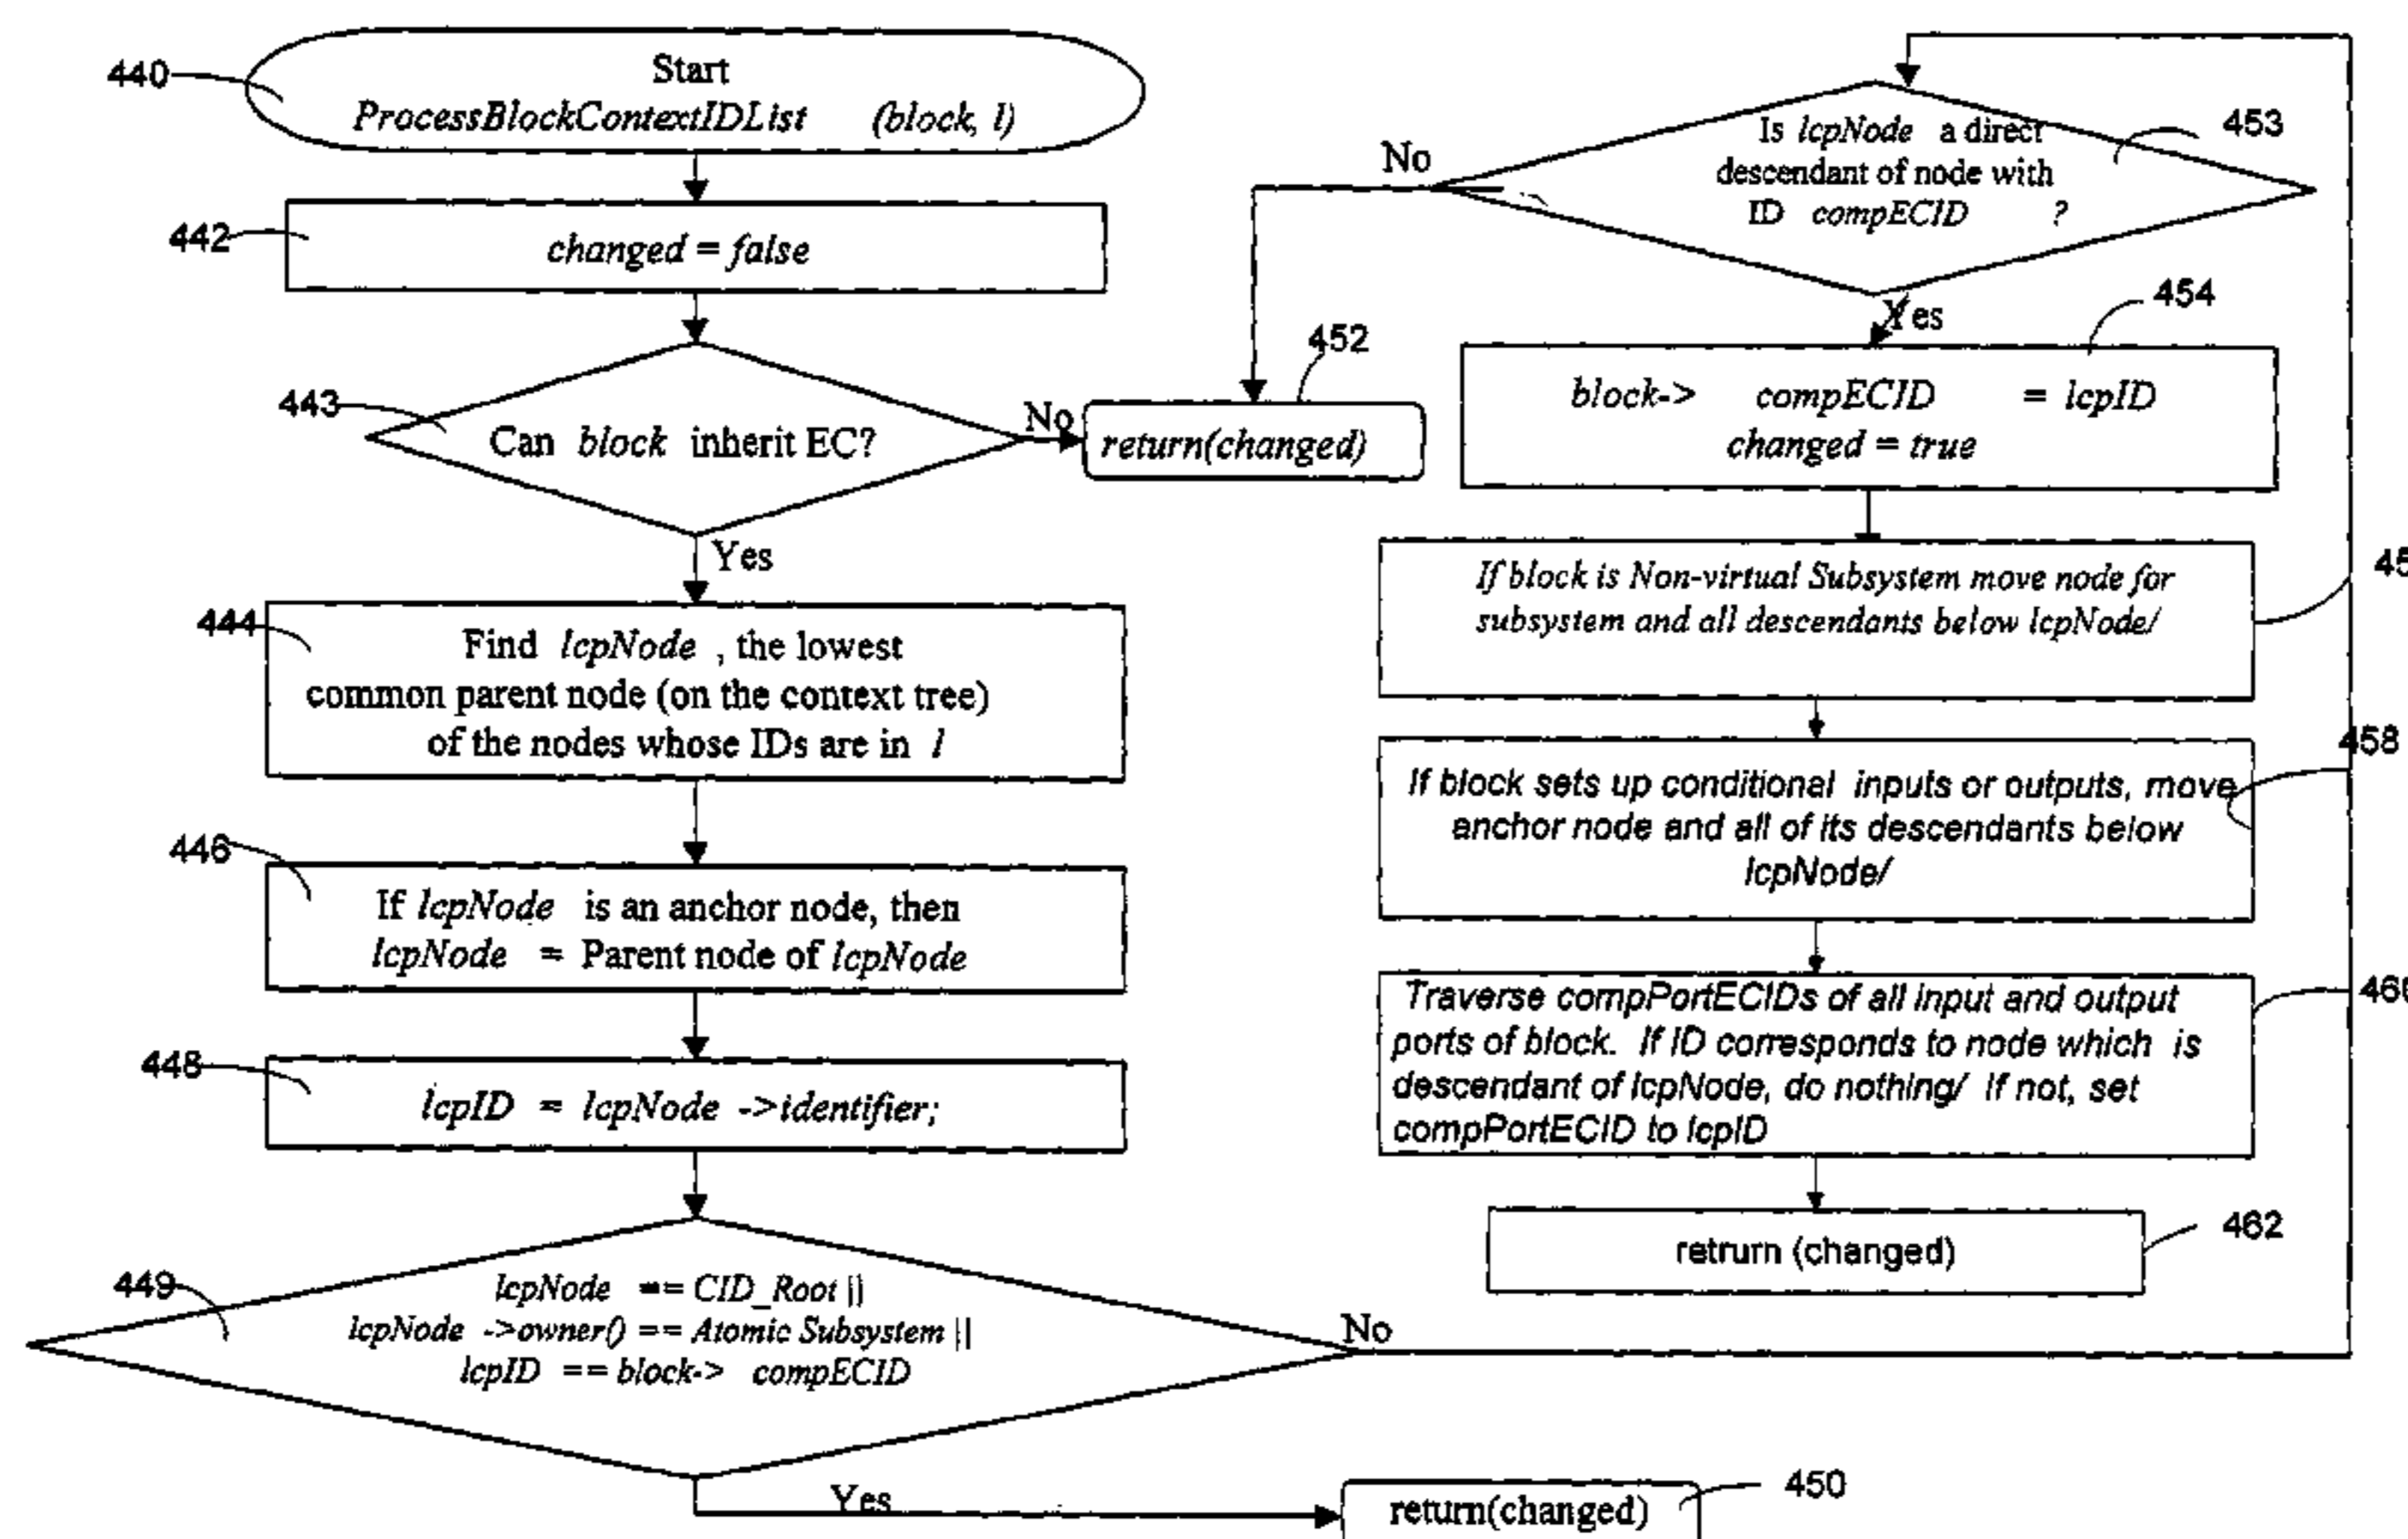 440
Start
ProcessBlockContextIDList (block, l)
442
changed = false
443
Can block inherit EC?
No
Yes
452
return(changed)
444
Find lcpNode , the lowest
common parent node (on the context tree)
of the nodes whose IDs are in l
446
If lcpNode is an anchor node, then
lcpNode = Parent node of lcpNode
448
lcpID = lcpNode ->identifier;
449
lcpNode == CID_Root ||
lcpNode ->owner() == Atomic Subsystem ||
lcpID == block-> compECID
No
Yes
return(changed)
450
453
Is lcpNode a direct
descendant of node with
ID compECID ?
No
Yes
454
block-> compECID = lcpID
changed = true
If block is Non-virtual Subsystem move node for
subsystem and all descendants below lcpNode/
458
If block sets up conditional inputs or outputs, move
anchor node and all of its descendants below
lcpNode/
Traverse compPortECIDs of all input and output
ports of block. If ID corresponds to node which is
descendant of lcpNode, do nothing/ If not, set
compPortECID to lcpID
462
retrurn (changed)